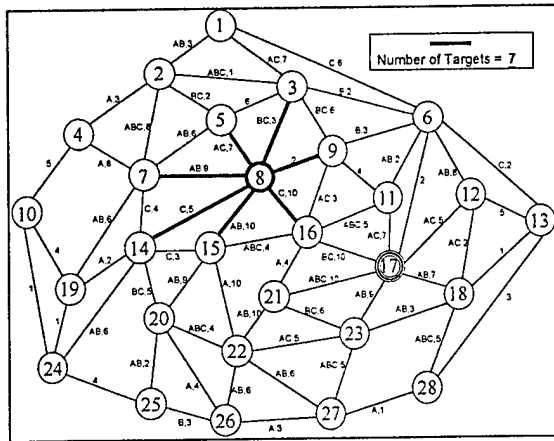 1
AB,3
AC,7
C,6
Number of Targets = 7
2
ABC,1
3
B,2
A,3
BC,2
6
BC,3
BC,6
6
4
5
B,3
C,2
ABC,8
AB,6
AC,7
9
AB,2
AB,8
A,6
2
4
2
5
7
AB,9
8
11
12
5
13
10
AB,6
C,4
C,5
C,10
AC,3
ABC,5
AC,7
AC,5
AC,2
1
4
AB,10
14
C,3
15
ABC,4
16
BC,10
17
AB,7
3
A,2
19
BC,5
AB,9
A,10
A,4
ABC,10
AB,9
AB,3
18
1
1
AB,6
21
BC,6
20
AB,10
23
ABC,5
ABC,4
22
AC,5
24
AB,2
A,4
AB,6
AB,6
ABC,5
28
4
25
B,3
26
A,3
27
A,1